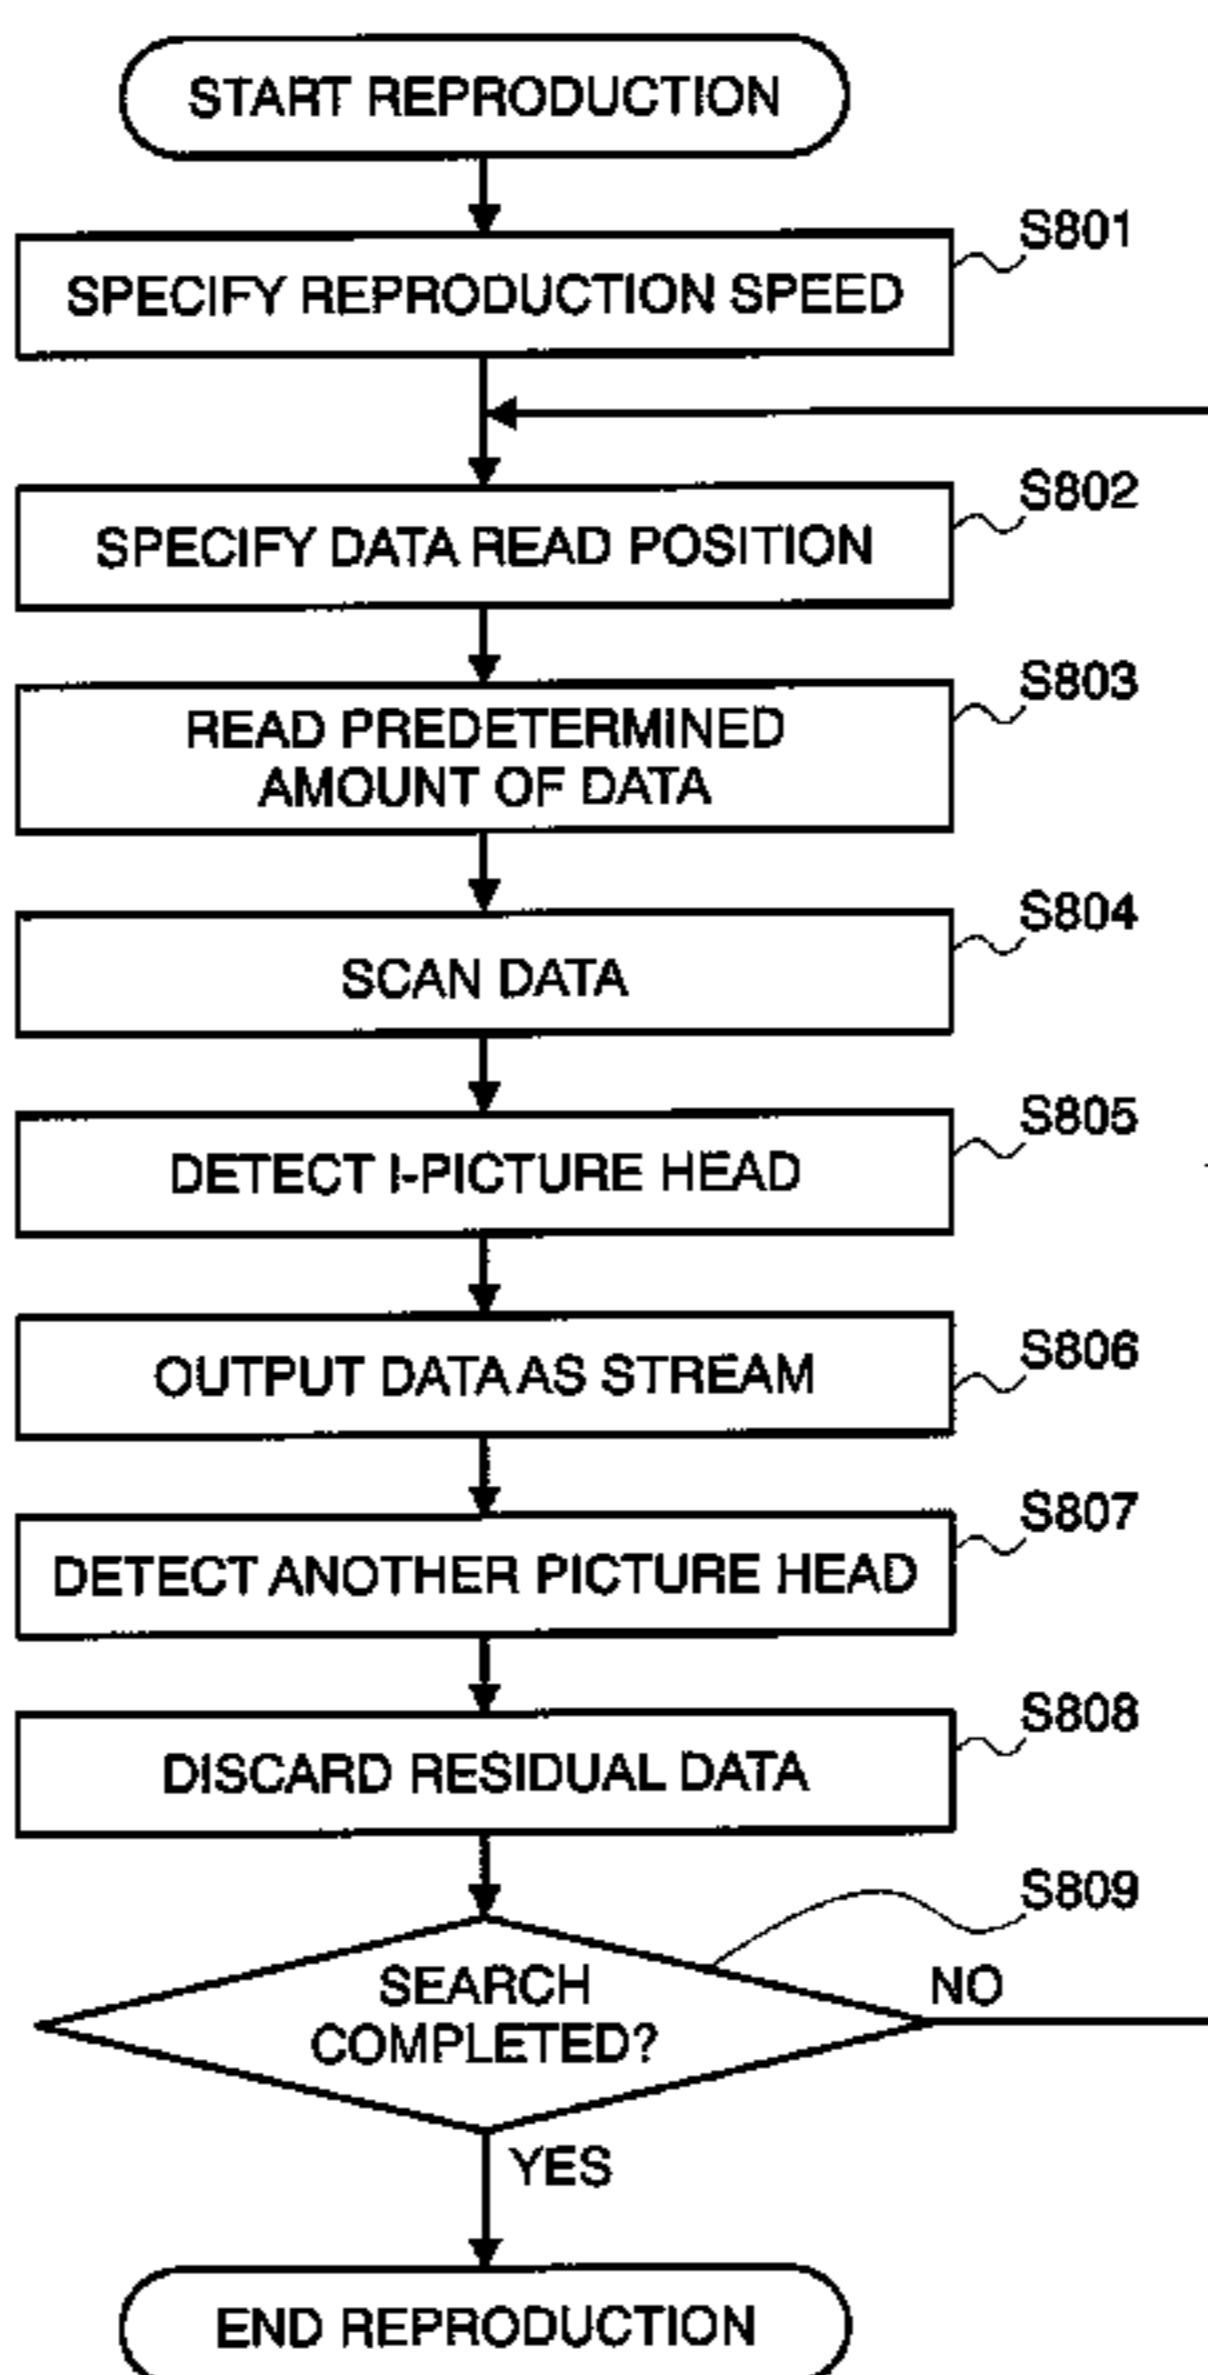 START REPRODUCTION
S801
SPECIFY REPRODUCTION SPEED
S802
SPECIFY DATA READ POSITION
S803
READ PREDETERMINED
AMOUNT OF DATA
S804
SCAN DATA
S805
DETECT I-PICTURE HEAD
S806
OUTPUT DATA AS STREAM
S807
DETECT ANOTHER PICTURE HEAD
S808
DISCARD RESIDUAL DATA
S809
SEARCH
COMPLETED?
NO
YES
END REPRODUCTION